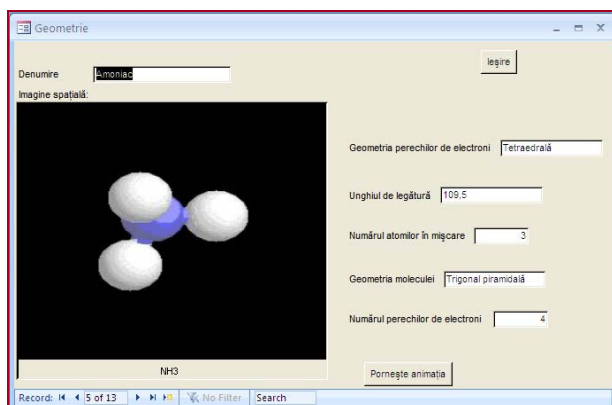 Geometrie
Ieşire
Denumire Amoniac
Imagine spaţială:
Geometria perechilor de electroni Tetraedrală
Unghiul de legătură 109,5
Numărul atomilor în mişcare 3
Geometria moleculei Trigonal piramidală
Numărul perechilor de electroni 4
NH3
Porneşte animaţia
Record: 5 of 13 No Filter Search